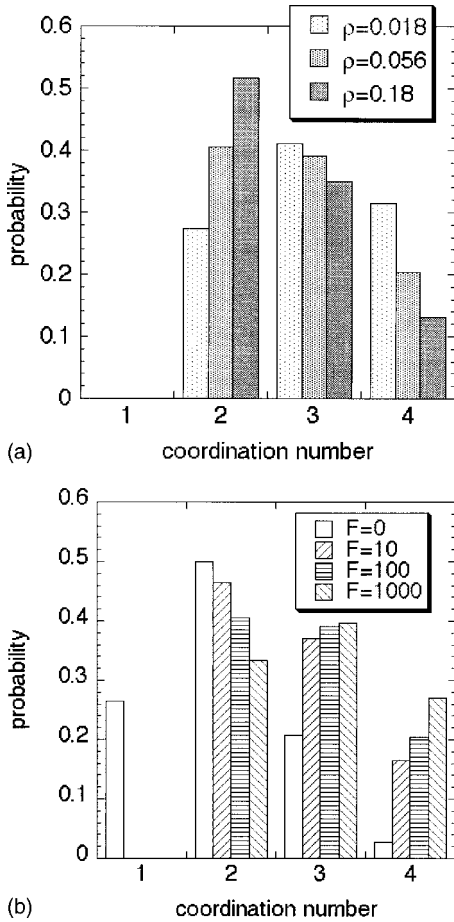 0.6
0.5
0.4
0.3
0.2
0.1
0
probability
ρ=0.018
ρ=0.056
ρ=0.18
1 2 3 4
(a) coordination number
0.6
0.5
0.4
0.3
0.2
0.1
0
probability
F=0
F=10
F=100
F=1000
1 2 3 4
(b) coordination number